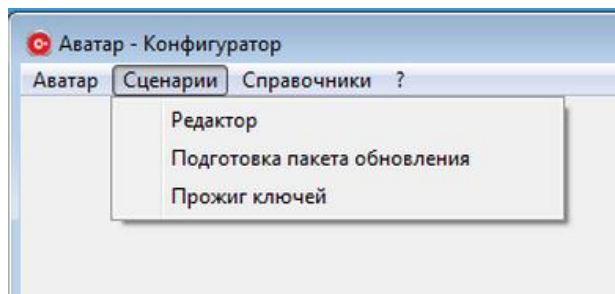 Аватар - Конфигуратор
Аватар Сценарии Справочники ?
Редактор
Подготовка пакета обновления
Прожиг ключей